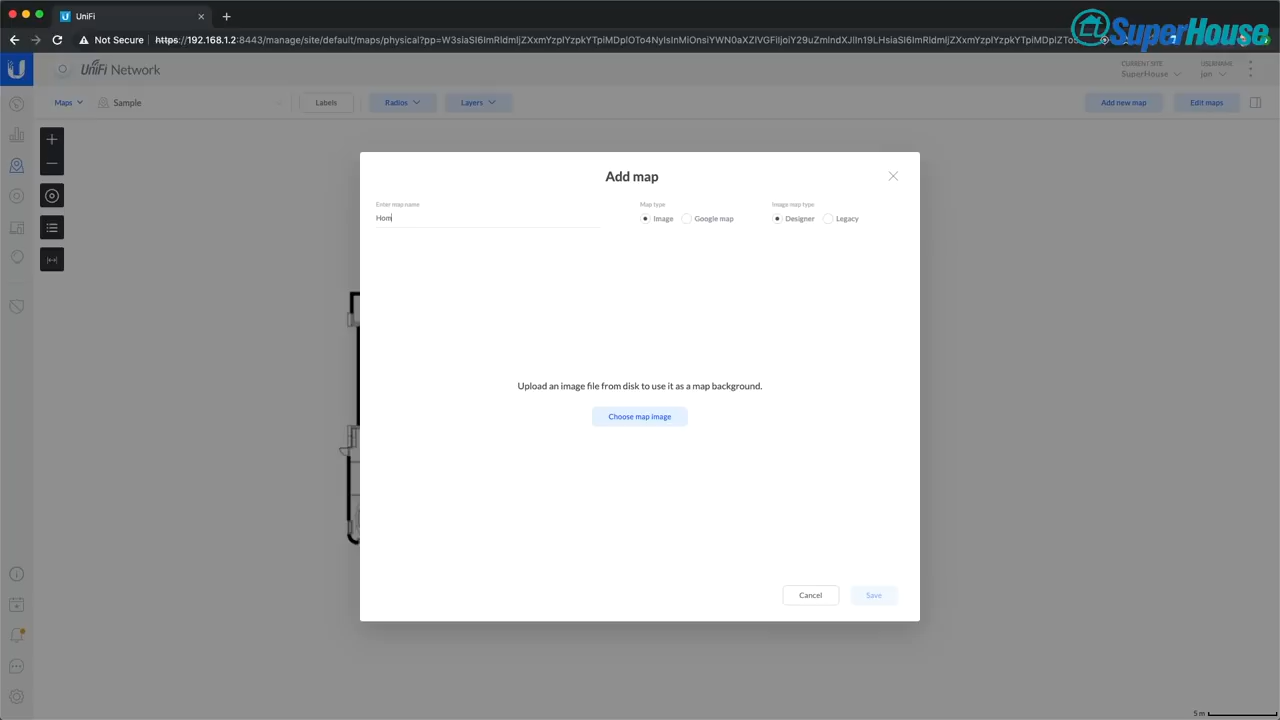 UniFi
SuperHouse
Not Secure
https://192.168.1.2:8443/manage/site/default/maps/physical?pp=
UniFi Network
CURRENT SITE
SuperHouse
USERNAME
jon
Maps
Sample
Labels
Radios
Layers
Add new map
Edit maps
Add map
Enter map name
Hom
Map type
Image
Google map
Image map type
Designer
Legacy
Upload an image file from disk to use it as a map background.
Choose map image
Cancel
Save
5 m